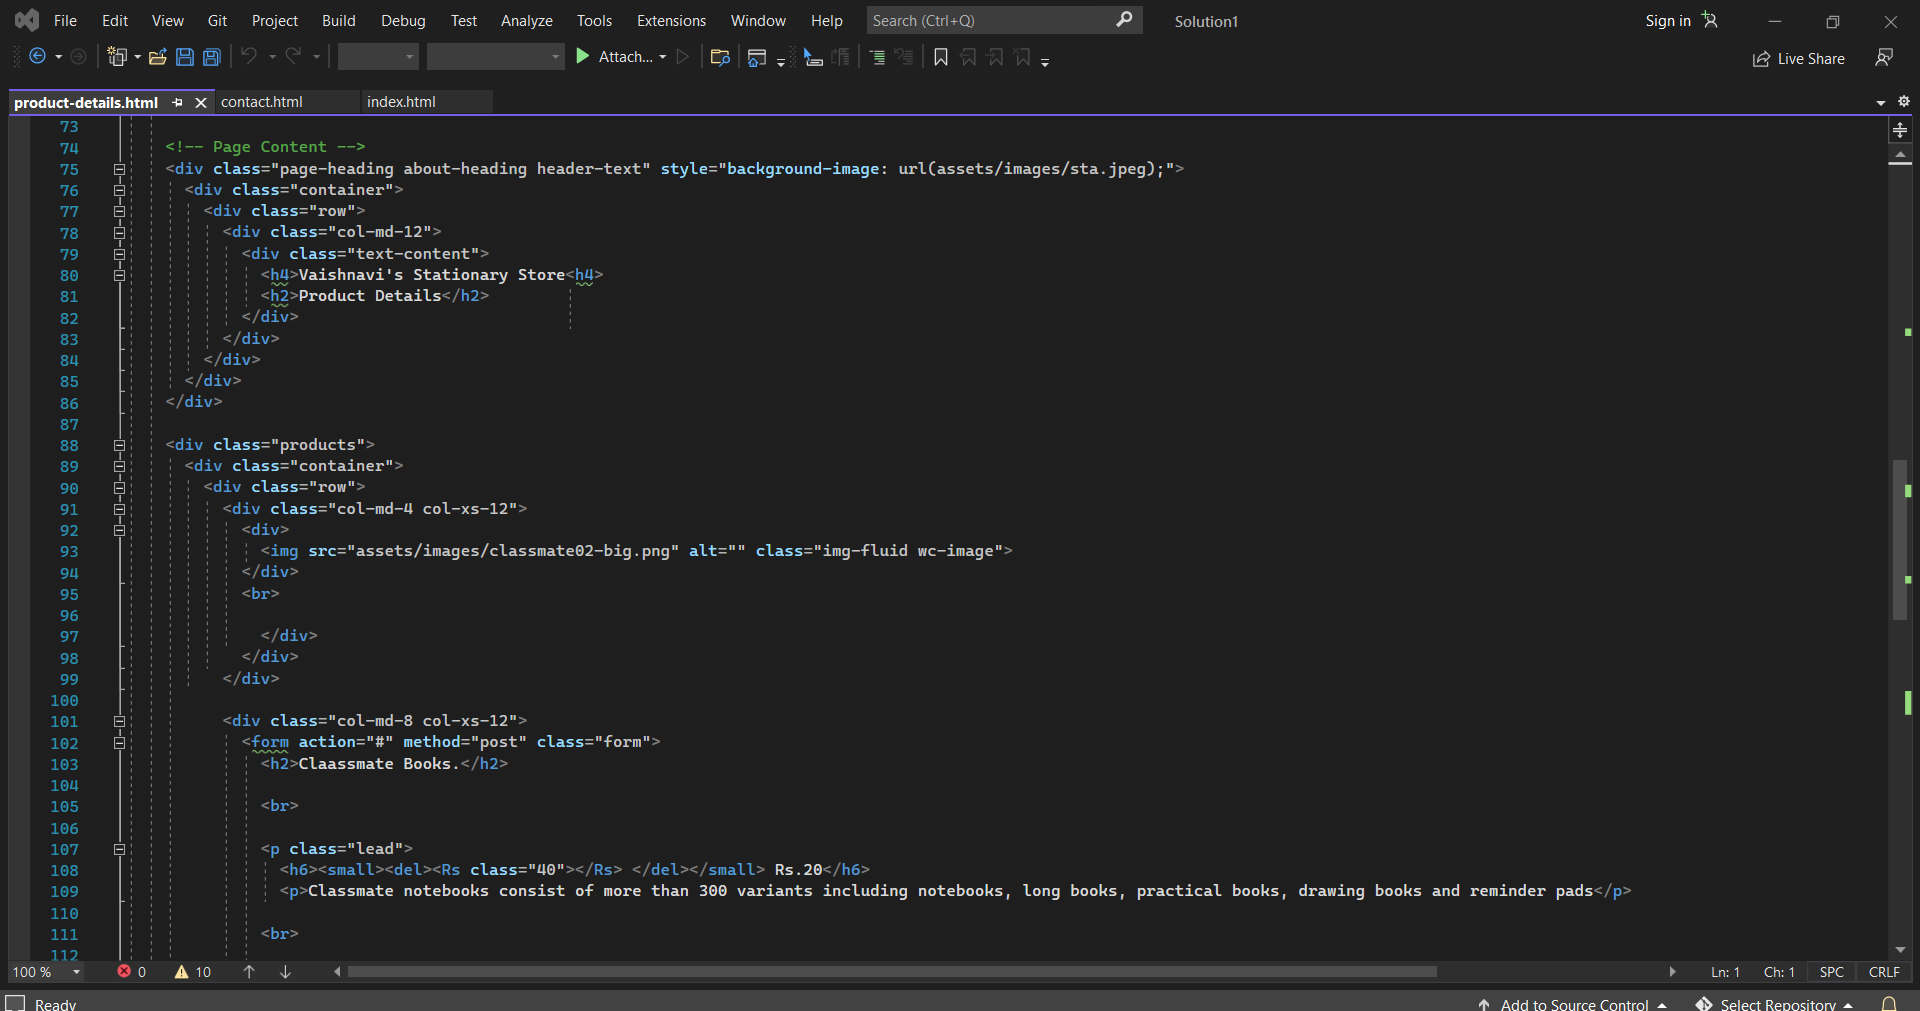 File Edit View Git Project Build Debug Test Analyze Tools Extensions Window Help Search (Ctrl+Q) Solution1 Sign in
Attach... Live Share
product-details.html contact.html index.html
73
74 <!-- Page Content -->
75 <div class="page-heading about-heading header-text" style="background-image: url(assets/images/sta.jpeg);">
76 <div class="container">
77 <div class="row">
78 <div class="col-md-12">
79 <div class="text-content">
80 <h4>Vaishnavi's Stationary Store<h4>
81 <h2>Product Details</h2>
82 </div>
83 </div>
84 </div>
85 </div>
86 </div>
87
88 <div class="products">
89 <div class="container">
90 <div class="row">
91 <div class="col-md-4 col-xs-12">
92 <div>
93 <img src="assets/images/classmate02-big.png" alt="" class="img-fluid wc-image">
94 </div>
95 <br>
96
97 </div>
98 </div>
99 </div>
100
101 <div class="col-md-8 col-xs-12">
102 <form action="#" method="post" class="form">
103 <h2>Claassmate Books.</h2>
104
105 <br>
106
107 <p class="lead">
108 <h6><small><del><Rs class="40"></Rs> </del></small> Rs.20</h6>
109 <p>Classmate notebooks consist of more than 300 variants including notebooks, long books, practical books, drawing books and reminder pads</p>
110
111 <br>
112
100 % 0 10 Ln: 1 Ch: 1 SPC CRLF
Ready Add to Source Control Select Repository